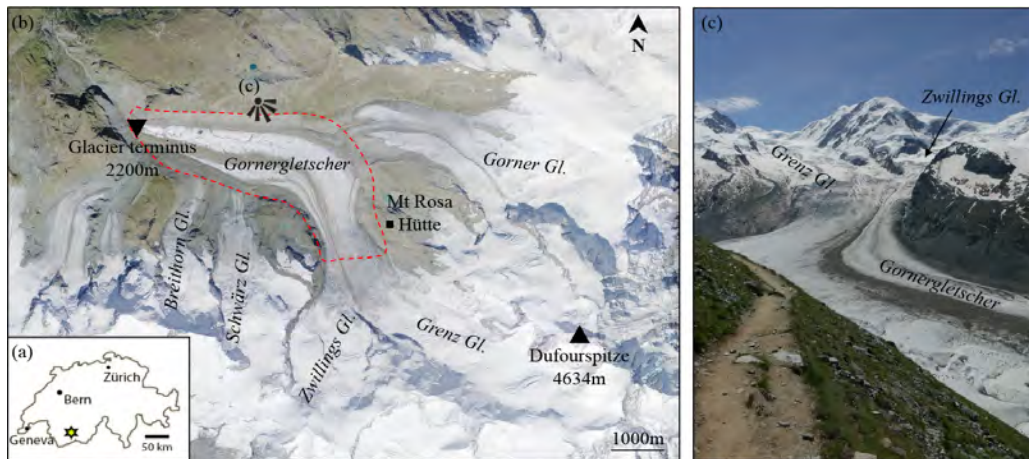 (b)
N
(c)
Glacier terminus
2200m
Gornergletscher
Gorner Gl.
Mt Rosa
Hütte
Breithorn Gl.
Schwärz Gl.
Zwillings Gl.
Grenz Gl.
Dufourspitze
4634m
1000m
(a)
Zürich
Bern
Geneva
50 km
(c)
Zwillings Gl.
Grenz Gl.
Gornergletscher